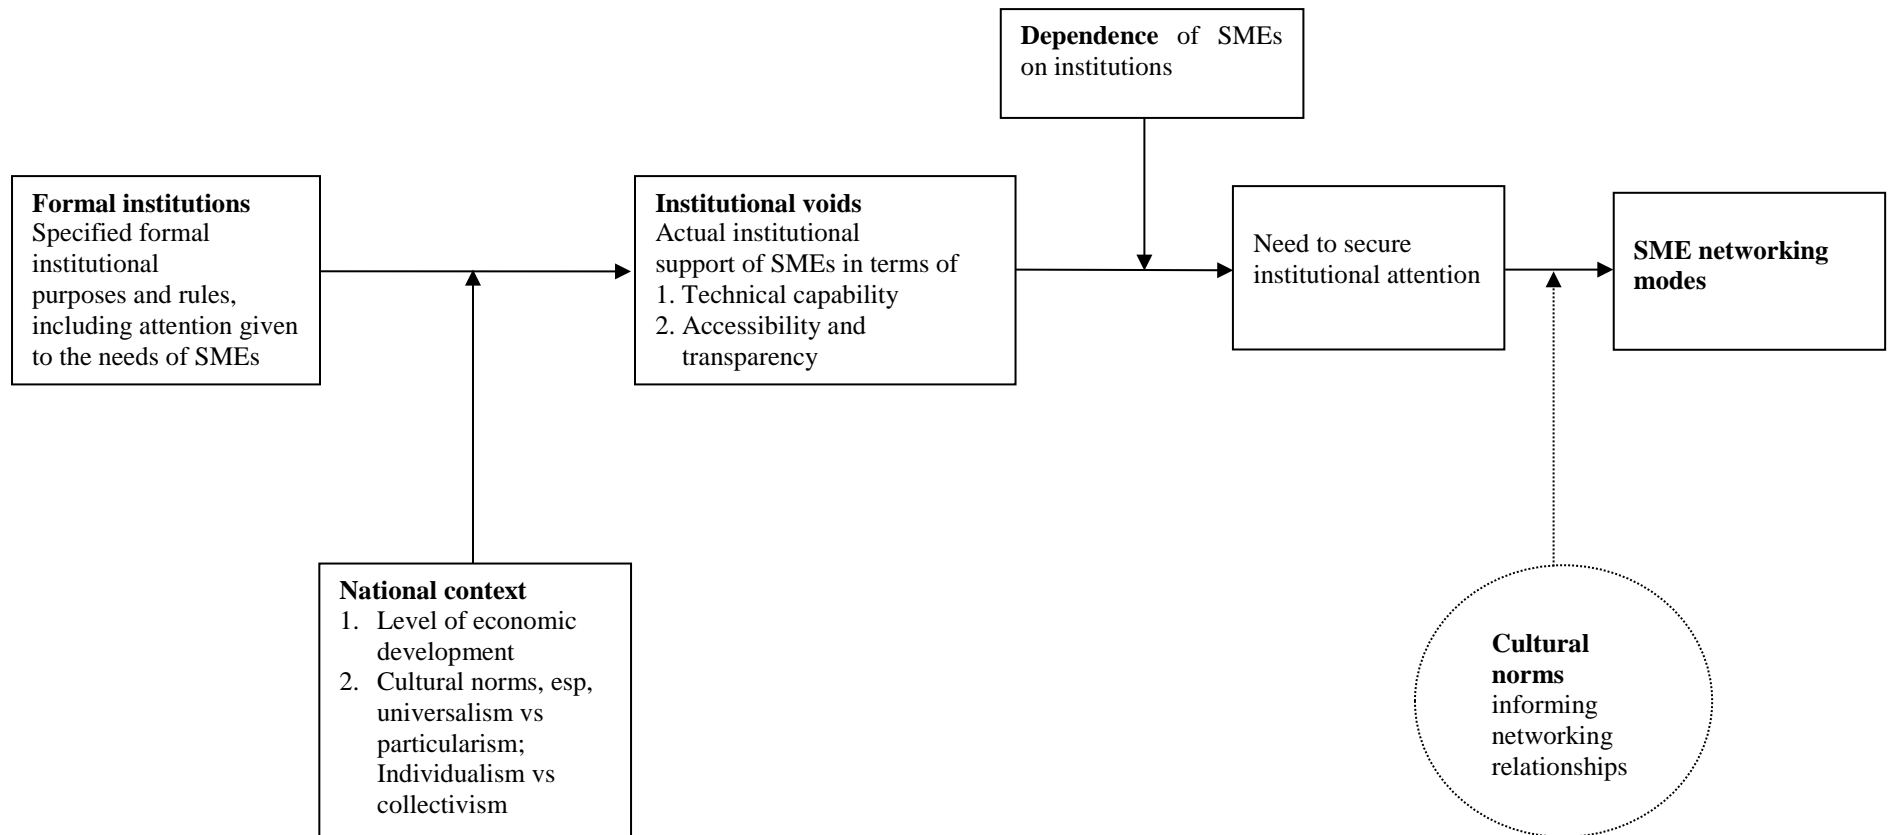 Dependence of SMEs
on institutions
Formal institutions
Specified formal
institutional
purposes and rules,
including attention given
to the needs of SMEs
Institutional voids
Actual institutional
support of SMEs in terms of
1. Technical capability
2. Accessibility and
transparency
Need to secure
institutional attention
SME networking
modes
National context
1. Level of economic
development
2. Cultural norms, esp,
universalism vs
particularism;
Individualism vs
collectivism
Cultural
norms
informing
networking
relationships